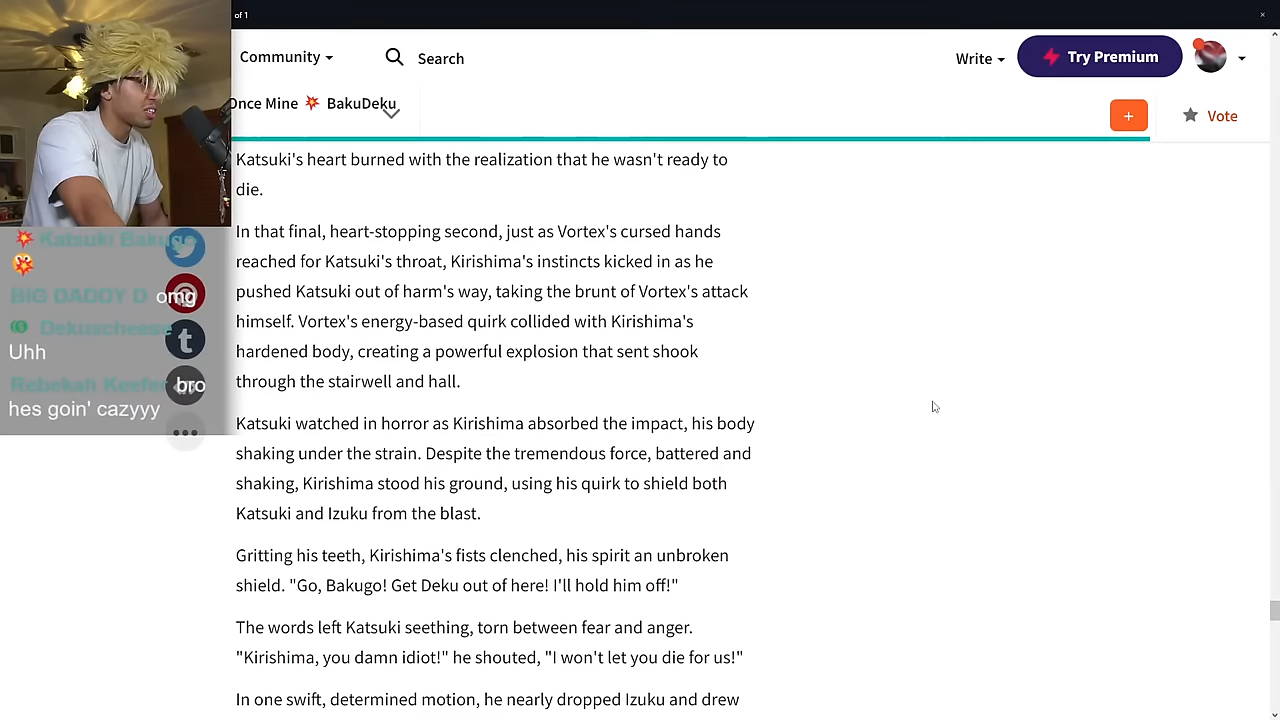 of 1
Community
Search
Write
Try Premium
Once Mine 💥 BakuDeku
+
Vote
Katsuki's heart burned with the realization that he wasn't ready to
die.
In that final, heart-stopping second, just as Vortex's cursed hands
reached for Katsuki's throat, Kirishima's instincts kicked in as he
pushed Katsuki out of harm's way, taking the brunt of Vortex's attack
himself. Vortex's energy-based quirk collided with Kirishima's
hardened body, creating a powerful explosion that sent shook
through the stairwell and hall.
Katsuki watched in horror as Kirishima absorbed the impact, his body
shaking under the strain. Despite the tremendous force, battered and
shaking, Kirishima stood his ground, using his quirk to shield both
Katsuki and Izuku from the blast.
Gritting his teeth, Kirishima's fists clenched, his spirit an unbroken
shield. "Go, Bakugo! Get Deku out of here! I'll hold him off!"
The words left Katsuki seething, torn between fear and anger.
"Kirishima, you damn idiot!" he shouted, "I won't let you die for us!"
In one swift, determined motion, he nearly dropped Izuku and drew
💥 Katsuki Bakugo
BIG DADDY D omg
Dekuscheese
Uhh
Rebekah Keefer bro
hes goin' cazyyy